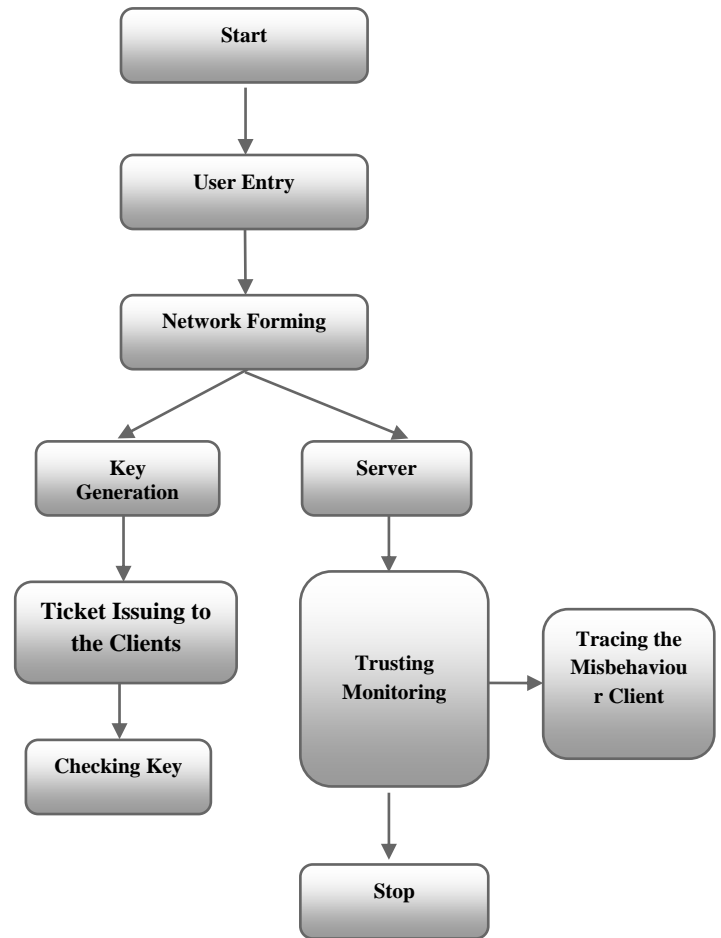 Start
User Entry
Network Forming
Key
Generation
Server
Ticket Issuing to
the Clients
Trusting
Monitoring
Tracing the
Misbehaviou
r Client
Checking Key
Stop